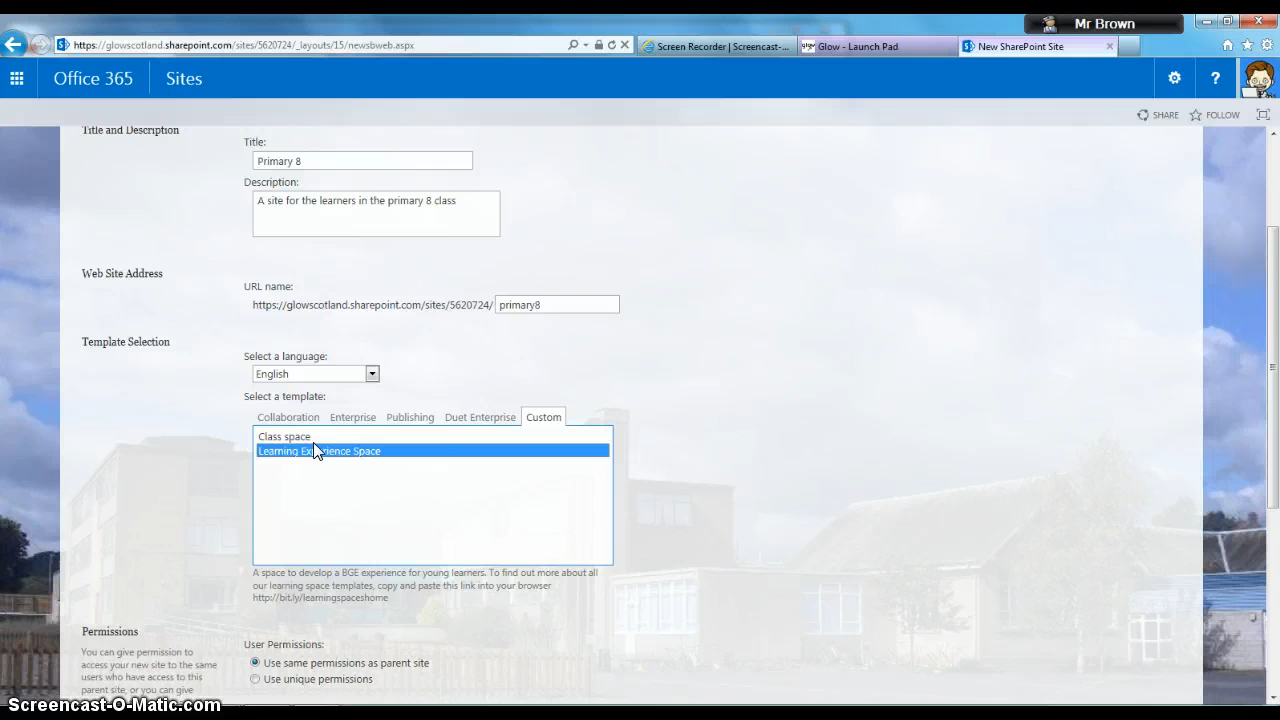 Mr Brown
https://glowscotland.sharepoint.com/sites/5620724/_layouts/15/newsbweb.aspx
Screen Recorder | Screencast-...
glow Glow - Launch Pad
New SharePoint Site
Office 365 Sites
?
SHARE FOLLOW
Title and Description
Title:
Primary 8
Description:
A site for the learners in the primary 8 class
Web Site Address
URL name:
https://glowscotland.sharepoint.com/sites/5620724/ primary8
Template Selection
Select a language:
English
Select a template:
Collaboration Enterprise Publishing Duet Enterprise Custom
Class space
Learning Experience Space
A space to develop a BGE experience for young learners. To find out more about all
our learning space templates, copy and paste this link into your browser
http://bit.ly/learningspaceshome
Permissions
User Permissions:
You can give permission to
access your new site to the same
users who have access to this
parent site, or you can give
Use same permissions as parent site
Use unique permissions
Screencast-O-Matic.com